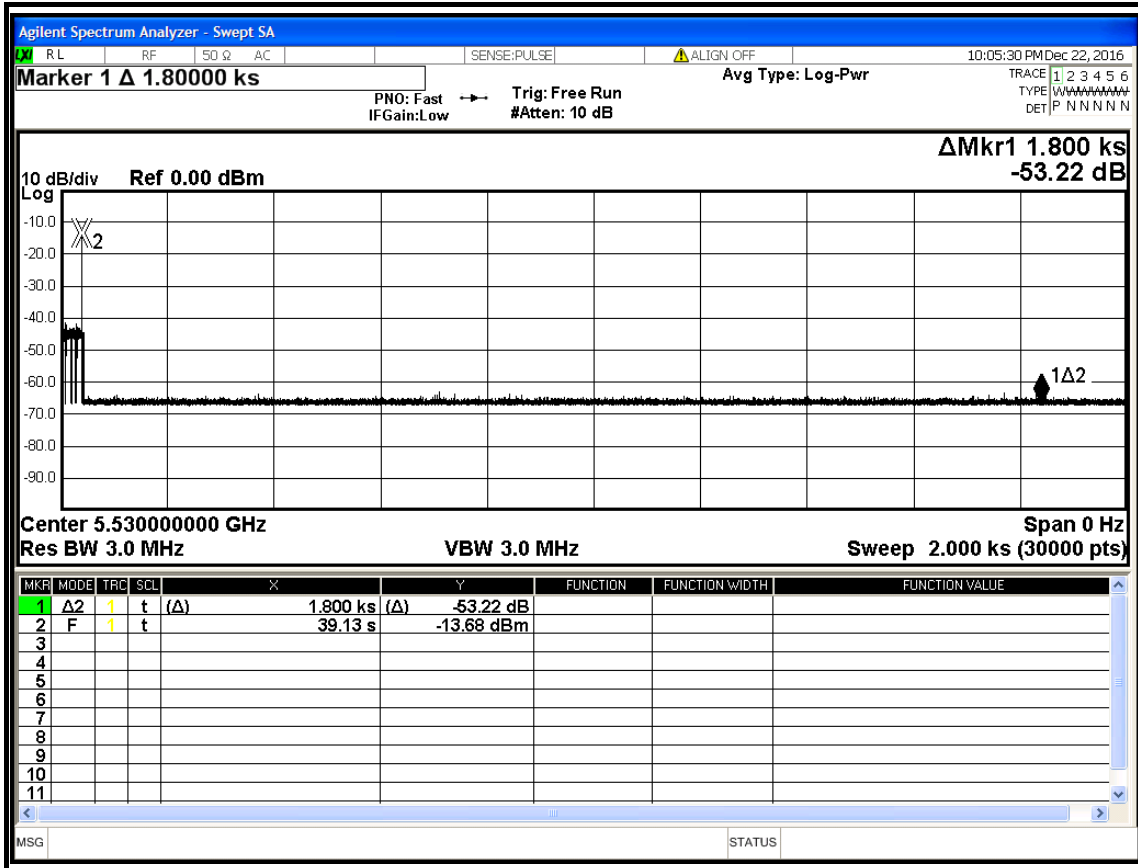 Agilent Spectrum Analyzer - Swept SA
LXI RL RF 50 Ω AC SENSE:PULSE ALIGN OFF 10:05:30 PM Dec 22, 2016
Marker 1 Δ 1.80000 ks
PNO: Fast
IFGain:Low
Trig: Free Run
#Atten: 10 dB
Avg Type: Log-Pwr
TRACE 1 2 3 4 5 6
TYPE
DET P N N N N N
ΔMkr1 1.800 ks
-53.22 dB
10 dB/div Ref 0.00 dBm
Log
-10.0
2
-20.0
-30.0
-40.0
-50.0
-60.0
1Δ2
-70.0
-80.0
-90.0
Center 5.530000000 GHz Span 0 Hz
Res BW 3.0 MHz VBW 3.0 MHz Sweep 2.000 ks (30000 pts)
MKR MODE TRC SCL X Y FUNCTION FUNCTION WIDTH FUNCTION VALUE
1 Δ2 1 t (Δ) 1.800 ks (Δ) -53.22 dB
2 F 1 t 39.13 s -13.68 dBm
3
4
5
6
7
8
9
10
11
MSG STATUS